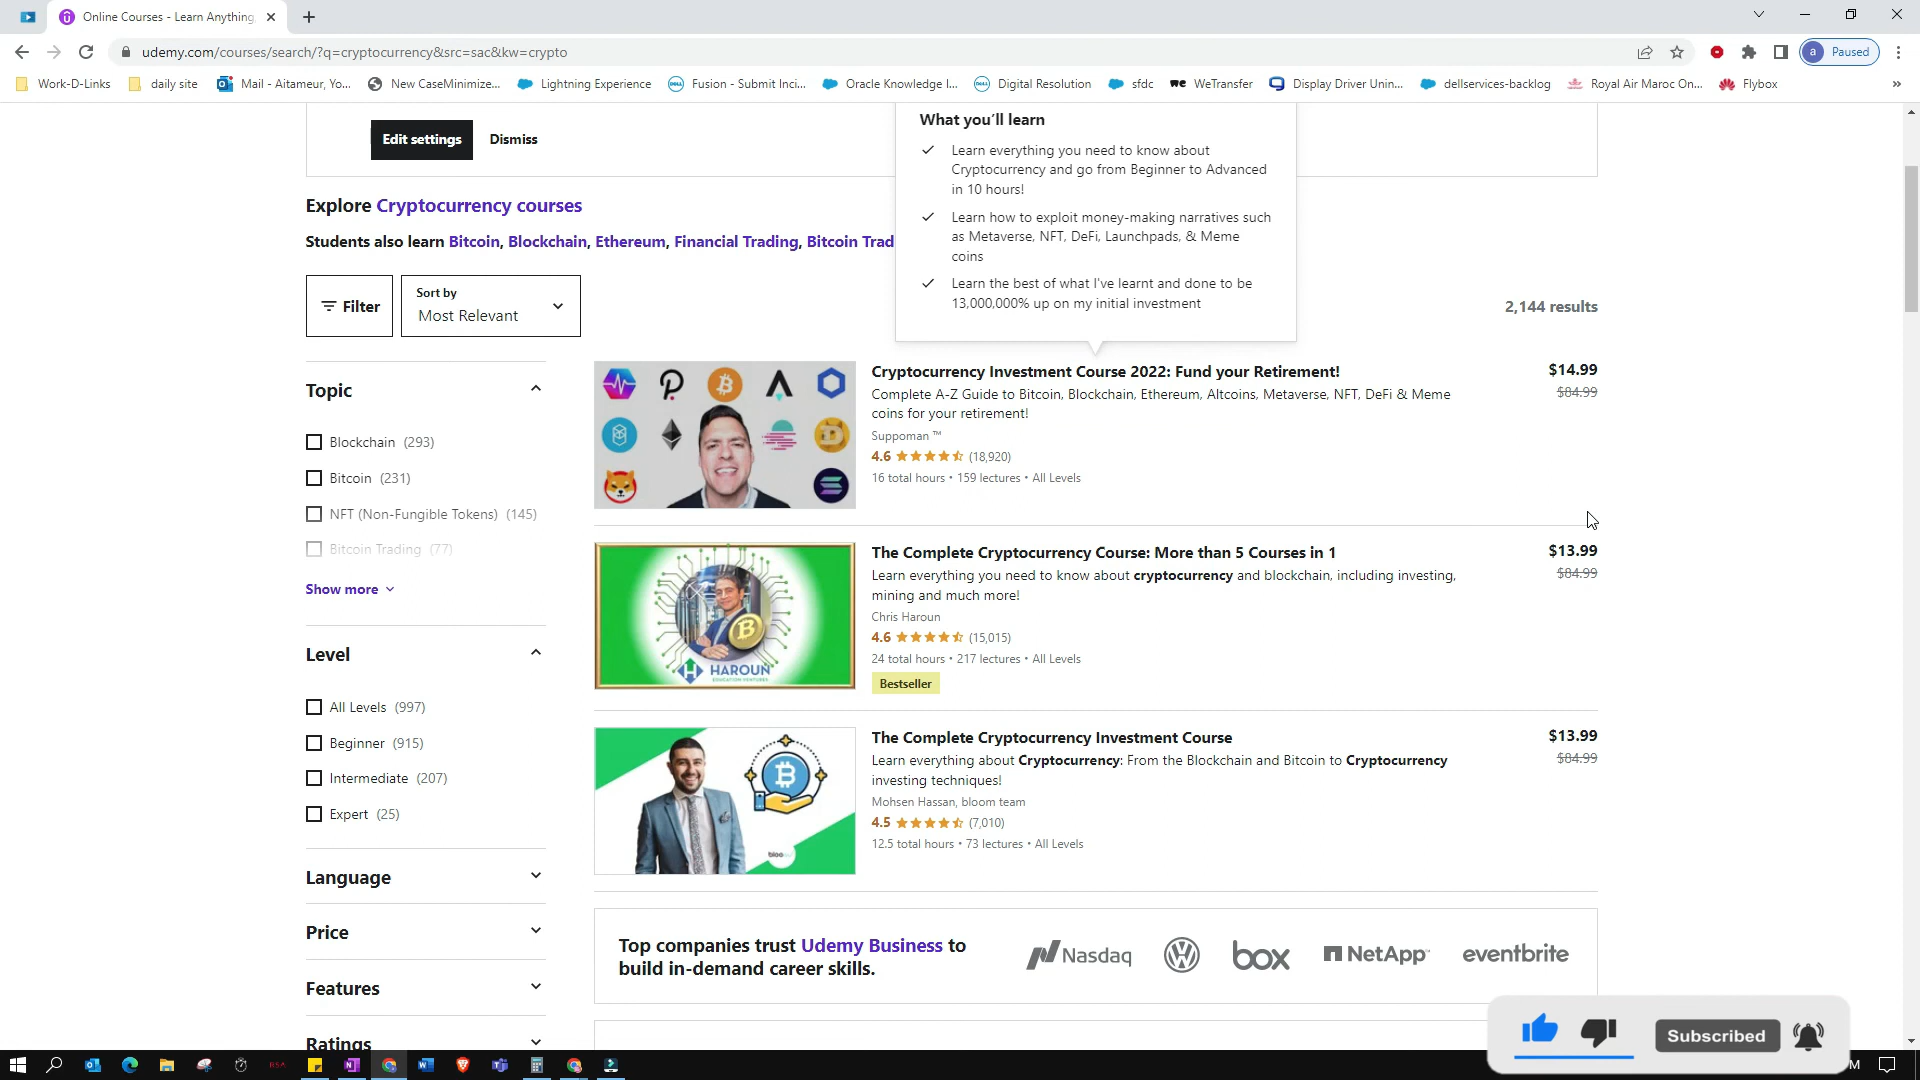 Online Courses - Learn Anything
udemy.com/courses/search/?q=cryptocurrency&src=sac&kw=crypto
a Paused
Work-D-Links
daily site
Mail - Aitameur, Yo...
New CaseMinimize...
Lightning Experience
Fusion - Submit Inci...
Oracle Knowledge I...
Digital Resolution
sfdc
WeTransfer
Display Driver Unin...
dellservices-backlog
Royal Air Maroc On...
Flybox
»
Edit settings
Dismiss
What you'll learn
Learn everything you need to know about
Cryptocurrency and go from Beginner to Advanced
in 10 hours!
Learn how to exploit money-making narratives such
as Metaverse, NFT, DeFi, Launchpads, & Meme
coins
Learn the best of what I've learnt and done to be
13,000,000% up on my initial investment
Explore Cryptocurrency courses
Students also learn Bitcoin, Blockchain, Ethereum, Financial Trading, Bitcoin Trad
Filter
Sort by
Most Relevant
2,144 results
Topic
Blockchain (293)
Bitcoin (231)
NFT (Non-Fungible Tokens) (145)
Bitcoin Trading (77)
Show more
Level
All Levels (997)
Beginner (915)
Intermediate (207)
Expert (25)
Language
Price
Features
Ratings
Cryptocurrency Investment Course 2022: Fund your Retirement!
$14.99
Complete A-Z Guide to Bitcoin, Blockchain, Ethereum, Altcoins, Metaverse, NFT, DeFi & Meme
$84.99
coins for your retirement!
Suppoman ™
4.6 (18,920)
16 total hours • 159 lectures • All Levels
HAROUN
EDUCATION VENTURES
The Complete Cryptocurrency Course: More than 5 Courses in 1
$13.99
Learn everything you need to know about cryptocurrency and blockchain, including investing,
$84.99
mining and much more!
Chris Haroun
4.6 (15,015)
24 total hours • 217 lectures • All Levels
Bestseller
The Complete Cryptocurrency Investment Course
$13.99
Learn everything about Cryptocurrency: From the Blockchain and Bitcoin to Cryptocurrency
$84.99
investing techniques!
Mohsen Hassan, bloom team
4.5 (7,010)
12.5 total hours • 73 lectures • All Levels
Top companies trust Udemy Business to
build in-demand career skills.
Nasdaq
box
NetApp
eventbrite
Subscribed